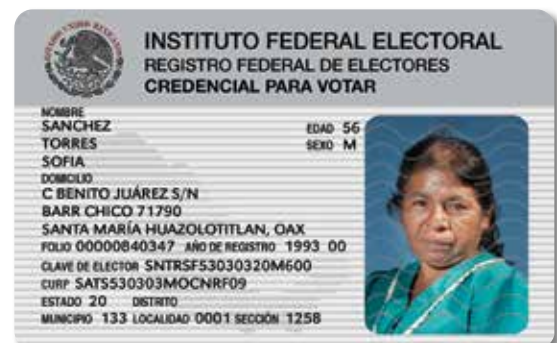 INSTITUTO FEDERAL ELECTORAL
REGISTRO FEDERAL DE ELECTORES
CREDENCIAL PARA VOTAR
NOMBRE
SANCHEZ EDAD 56
TORRES SEXO M
SOFIA
DOMICILIO
C BENITO JUÁREZ S/N
BARR CHICO 71790
SANTA MARÍA HUAZOLOTITLAN, OAX
FOLIO 00000840347 AÑO DE REGISTRO 1993 00
CLAVE DE ELECTOR SNTRSF53030320M600
CURP SATS530303MOCNRF09
ESTADO 20 DISTRITO
MUNICIPIO 133 LOCALIDAD 0001 SECCIÓN 1258